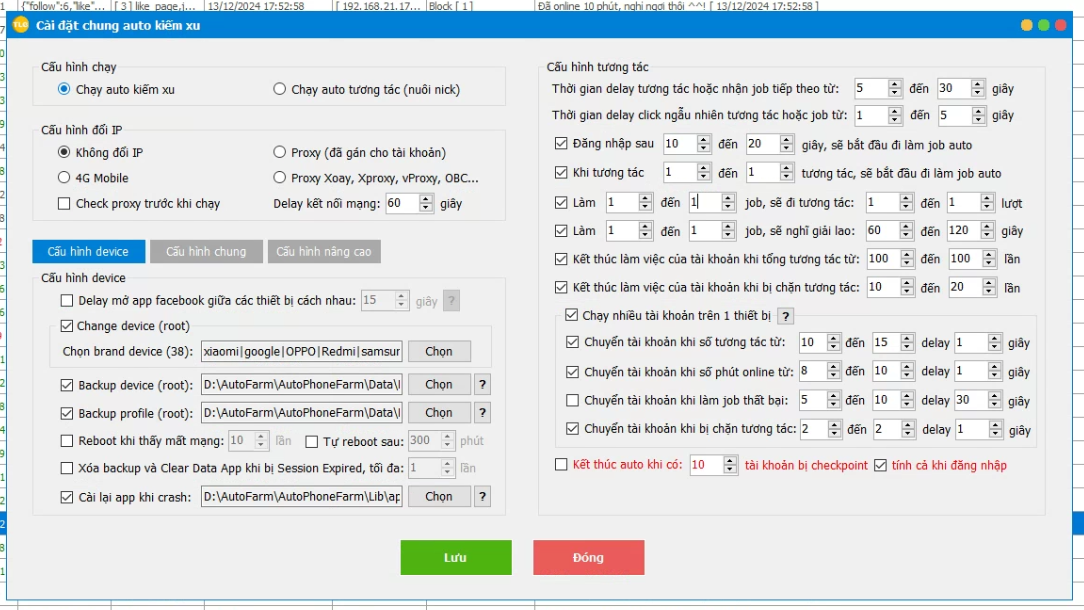 {"follow":6,"like"... [ 3 ] like_page,j... 13/12/2024 17:52:58 [ 192.168.21.17... Block [ 1 ] Đã online 10 phút, nghỉ ngơi thôi ^^! [ 13/12/2024 17:52:58 ]
Cài đặt chung auto kiếm xu
Cấu hình chạy
Chạy auto kiếm xu
Chạy auto tương tác (nuôi nick)
Cấu hình đổi IP
Không đổi IP
Proxy (đã gán cho tài khoản)
4G Mobile
Proxy Xoay, Xproxy, vProxy, OBC...
Check proxy trước khi chạy
Delay kết nối mạng: 60 giây
Cấu hình device
Cấu hình chung
Cấu hình nâng cao
Cấu hình device
Delay mở app facebook giữa các thiết bị cách nhau: 15 giây ?
Change device (root)
Chọn brand device (38): xiaomi|google|OPPO|Redmi|samsur Chọn
Backup device (root): D:\AutoFarm\AutoPhoneFarm\Data\ Chọn ?
Backup profile (root): D:\AutoFarm\AutoPhoneFarm\Data\ Chọn ?
Reboot khi thấy mất mạng: 10 lần Tự reboot sau: 300 phút
Xóa backup và Clear Data App khi bị Session Expired, tối đa: 1 lần
Cài lại app khi crash: D:\AutoFarm\AutoPhoneFarm\Lib\ap Chọn ?
Cấu hình tương tác
Thời gian delay tương tác hoặc nhận job tiếp theo từ: 5 đến 30 giây
Thời gian delay click ngẫu nhiên tương tác hoặc job từ: 1 đến 5 giây
Đăng nhập sau 10 đến 20 giây, sẽ bắt đầu đi làm job auto
Khi tương tác 1 đến 1 tương tác, sẽ bắt đầu đi làm job auto
Làm 1 đến 1 job, sẽ đi tương tác: 1 đến 1 lượt
Làm 1 đến 1 job, sẽ nghĩ giải lao: 60 đến 120 giây
Kết thúc làm việc của tài khoản khi tổng tương tác từ: 100 đến 100 lần
Kết thúc làm việc của tài khoản khi bị chặn tương tác: 10 đến 20 lần
Chạy nhiều tài khoản trên 1 thiết bị ?
Chuyển tài khoản khi số tương tác từ: 10 đến 15 delay 1 giây
Chuyển tài khoản khi số phút online từ: 8 đến 10 delay 1 giây
Chuyển tài khoản khi làm job thất bại: 5 đến 10 delay 30 giây
Chuyển tài khoản khi bị chặn tương tác: 2 đến 2 delay 1 giây
Kết thúc auto khi có: 10 tài khoản bị checkpoint tính cả khi đăng nhập
Lưu
Đóng